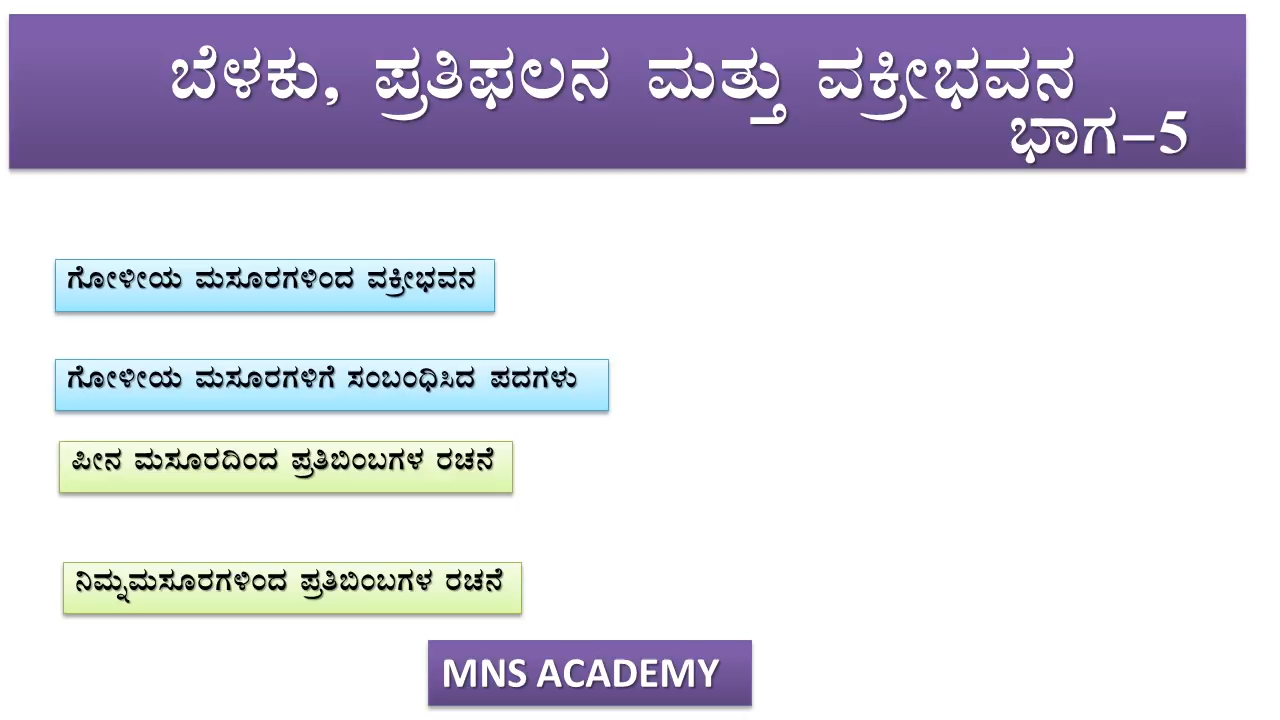 ಬೆಳಕು, ಪ್ರತಿಫಲನ ಮತ್ತು ವಕ್ರೀಭವನ
ಭಾಗ–5
ಗೋಳೀಯ ಮಸೂರಗಳಿಂದ ವಕ್ರೀಭವನ
ಗೋಳೀಯ ಮಸೂರಗಳಿಗೆ ಸಂಬಂಧಿಸಿದ ಪದಗಳು
ಪೀನ ಮಸೂರದಿಂದ ಪ್ರತಿಬಿಂಬಗಳ ರಚನೆ
ನಿಮ್ನಮಸೂರಗಳಿಂದ ಪ್ರತಿಬಿಂಬಗಳ ರಚನೆ
MNS ACADEMY